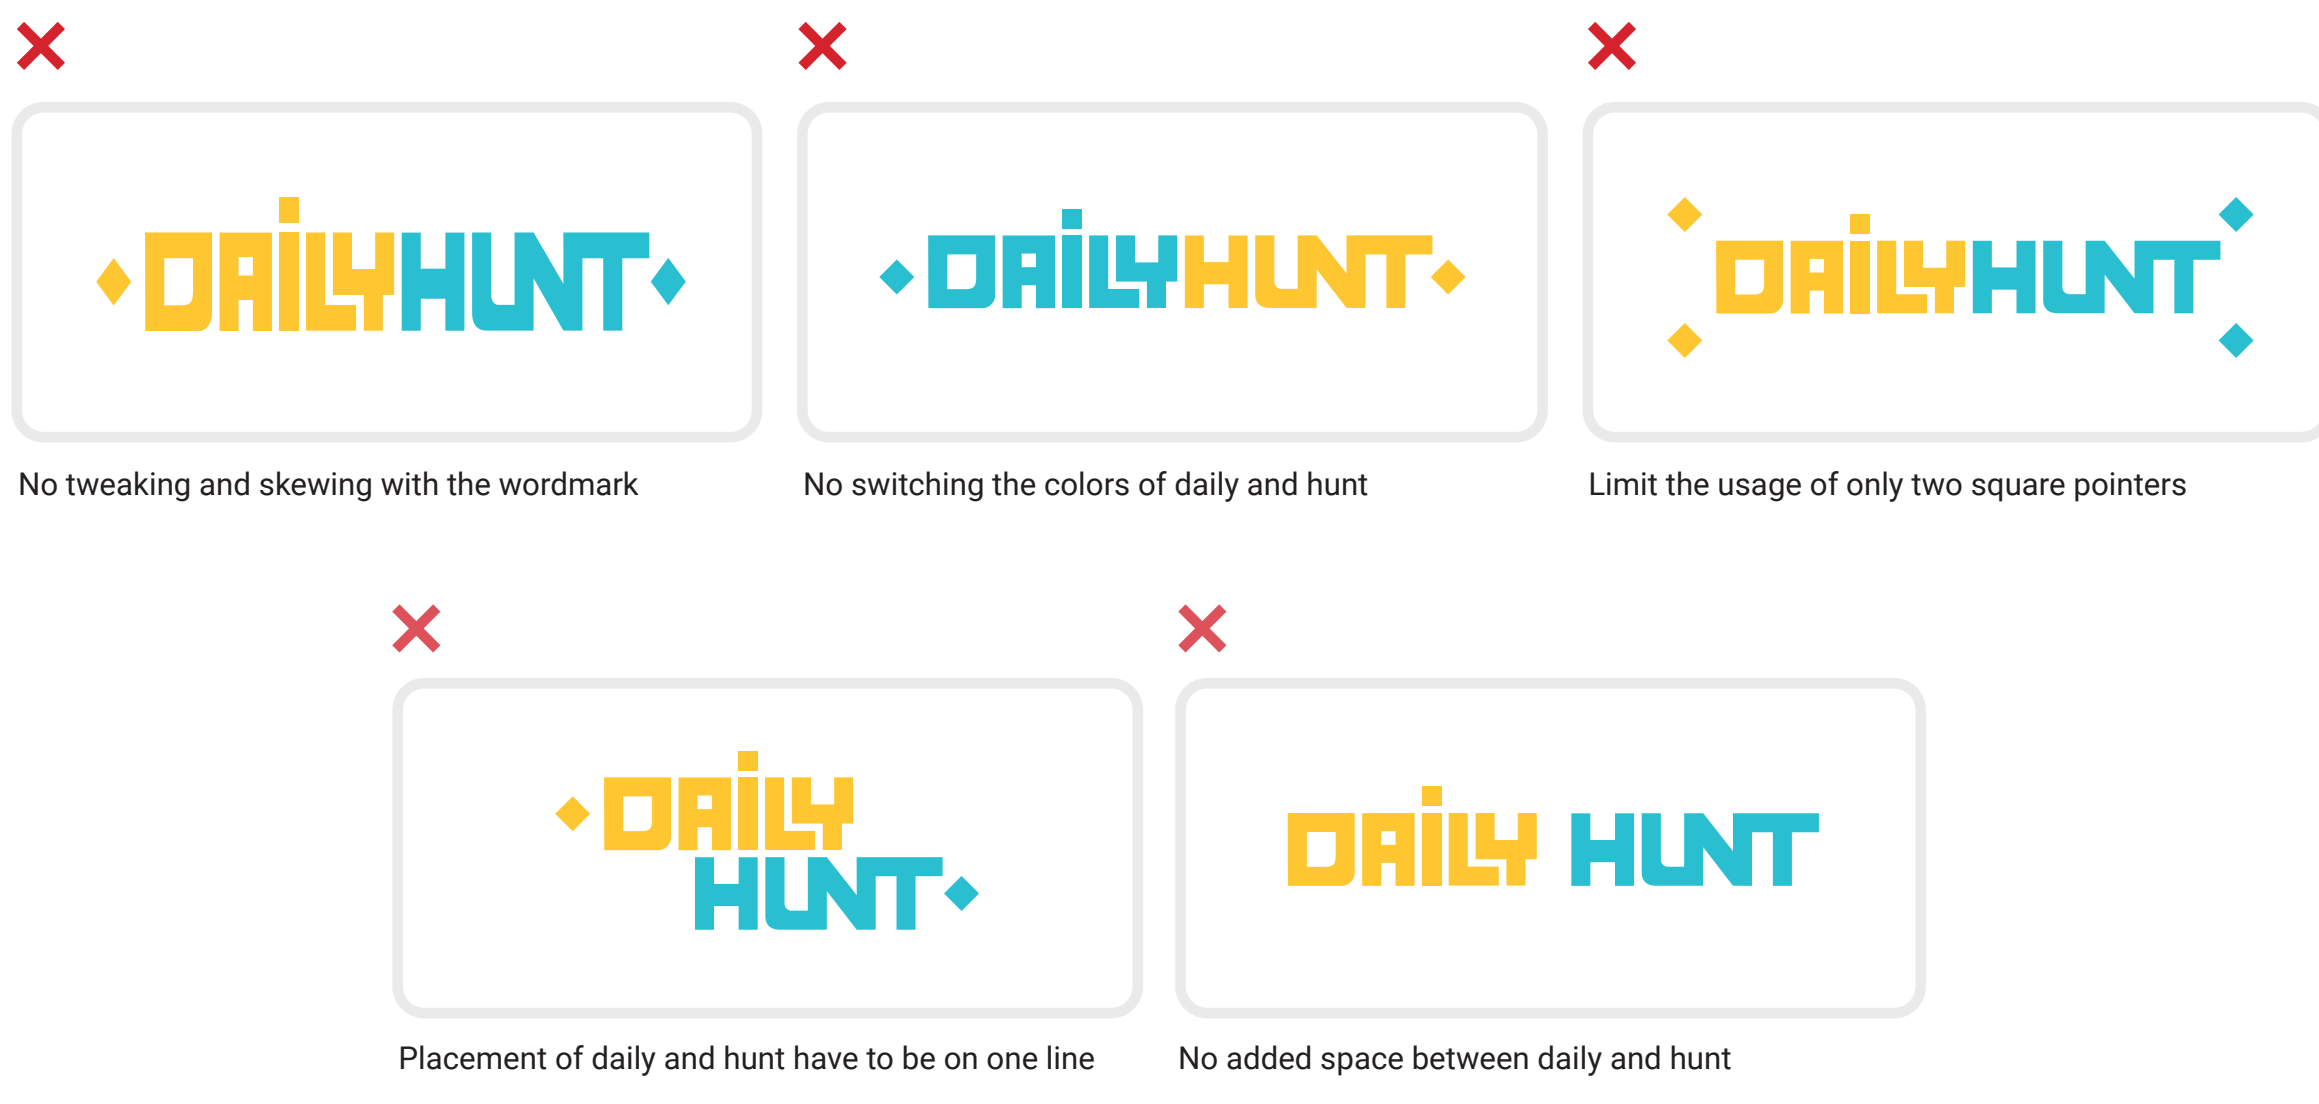 DAiLYHUNT
DAiLYHUNT
DAiLYHUNT
No tweaking and skewing with the wordmark
No switching the colors of daily and hunt
Limit the usage of only two square pointers
DAiLY
HUNT
DAiLY HUNT
Placement of daily and hunt have to be on one line
No added space between daily and hunt